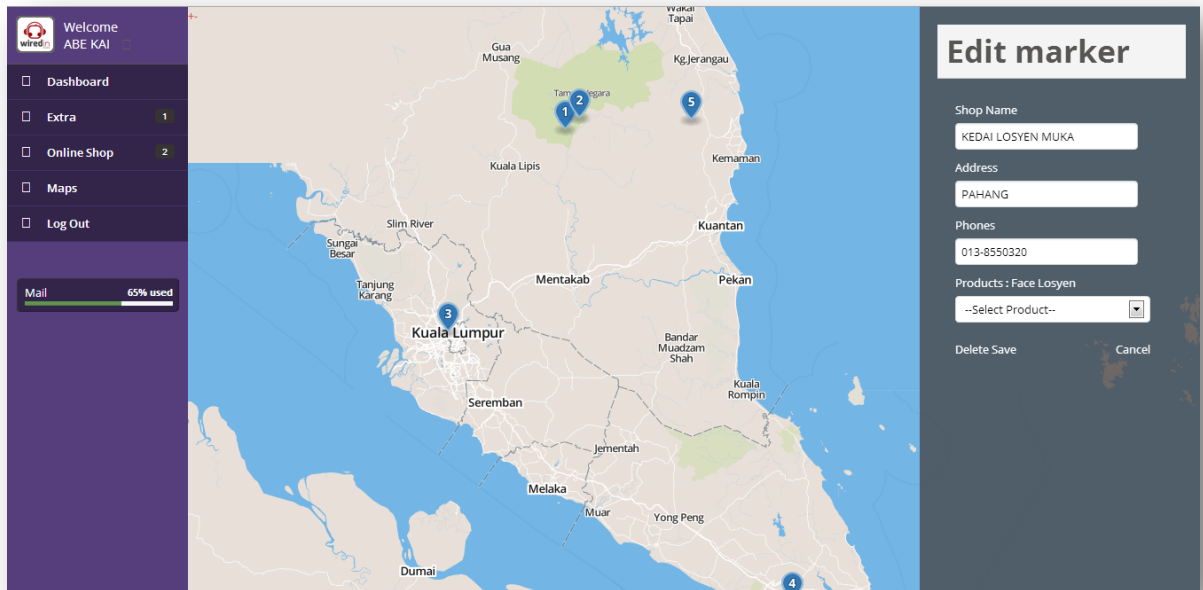 wiredin
Welcome
ABE KAI
Dashboard
Extra 1
Online Shop 2
Maps
Log Out
Mail 65% used
+-
Wakaf
Tapai
Gua
Musang
Kg.Jerangau
Taman Negara
1
2
5
Kuala Lipis
Kemaman
Slim River
Kuantan
Sungai
Besar
Mentakab
Pekan
Tanjung
Karang
3
Kuala Lumpur
Bandar
Muadzam
Shah
Kuala
Rompin
Seremban
Jementah
Melaka
Muar
Yong Peng
Dumai
4
Edit marker
Shop Name
KEDAI LOSYEN MUKA
Address
PAHANG
Phones
013-8550320
Products : Face Losyen
--Select Product--
Delete Save Cancel